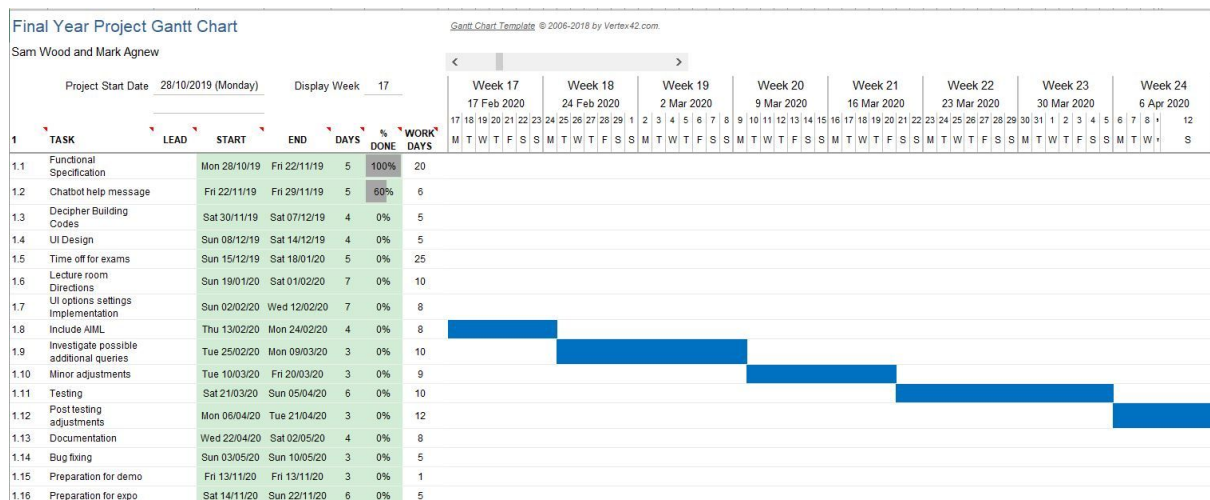 Final Year Project Gantt Chart
Gantt Chart Template © 2006-2018 by Vertex42.com.
Sam Wood and Mark Agnew
Project Start Date 28/10/2019 (Monday) Display Week 17
Week 17 Week 18 Week 19 Week 20 Week 21 Week 22 Week 23 Week 24
17 Feb 2020 24 Feb 2020 2 Mar 2020 9 Mar 2020 16 Mar 2020 23 Mar 2020 30 Mar 2020 6 Apr 2020
17 18 19 20 21 22 23 24 25 26 27 28 29 1 2 3 4 5 6 7 8 9 10 11 12 13 14 15 16 17 18 19 20 21 22 23 24 25 26 27 28 29 30 31 1 2 3 4 5 6 7 8 12
1 TASK LEAD START END DAYS % DONE WORK DAYS M T W T F S S M T W T F S S M T W T F S S M T W T F S S M T W T F S S M T W T F S S M T W T F S S M T W S
1.1 Functional Specification Mon 28/10/19 Fri 22/11/19 5 100% 20
1.2 Chatbot help message Fri 22/11/19 Fri 29/11/19 5 60% 6
1.3 Decipher Building Codes Sat 30/11/19 Sat 07/12/19 4 0% 5
1.4 UI Design Sun 08/12/19 Sat 14/12/19 4 0% 5
1.5 Time off for exams Sun 15/12/19 Sat 18/01/20 5 0% 25
1.6 Lecture room Directions Sun 19/01/20 Sat 01/02/20 7 0% 10
1.7 UI options settings Implementation Sun 02/02/20 Wed 12/02/20 7 0% 8
1.8 Include AIML Thu 13/02/20 Mon 24/02/20 4 0% 8
1.9 Investigate possible additional queries Tue 25/02/20 Mon 09/03/20 3 0% 10
1.10 Minor adjustments Tue 10/03/20 Fri 20/03/20 3 0% 9
1.11 Testing Sat 21/03/20 Sun 05/04/20 6 0% 10
1.12 Post testing adjustments Mon 06/04/20 Tue 21/04/20 3 0% 12
1.13 Documentation Wed 22/04/20 Sat 02/05/20 4 0% 8
1.14 Bug fixing Sun 03/05/20 Sun 10/05/20 3 0% 5
1.15 Preparation for demo Fri 13/11/20 Fri 13/11/20 3 0% 1
1.16 Preparation for expo Sat 14/11/20 Sun 22/11/20 6 0% 5